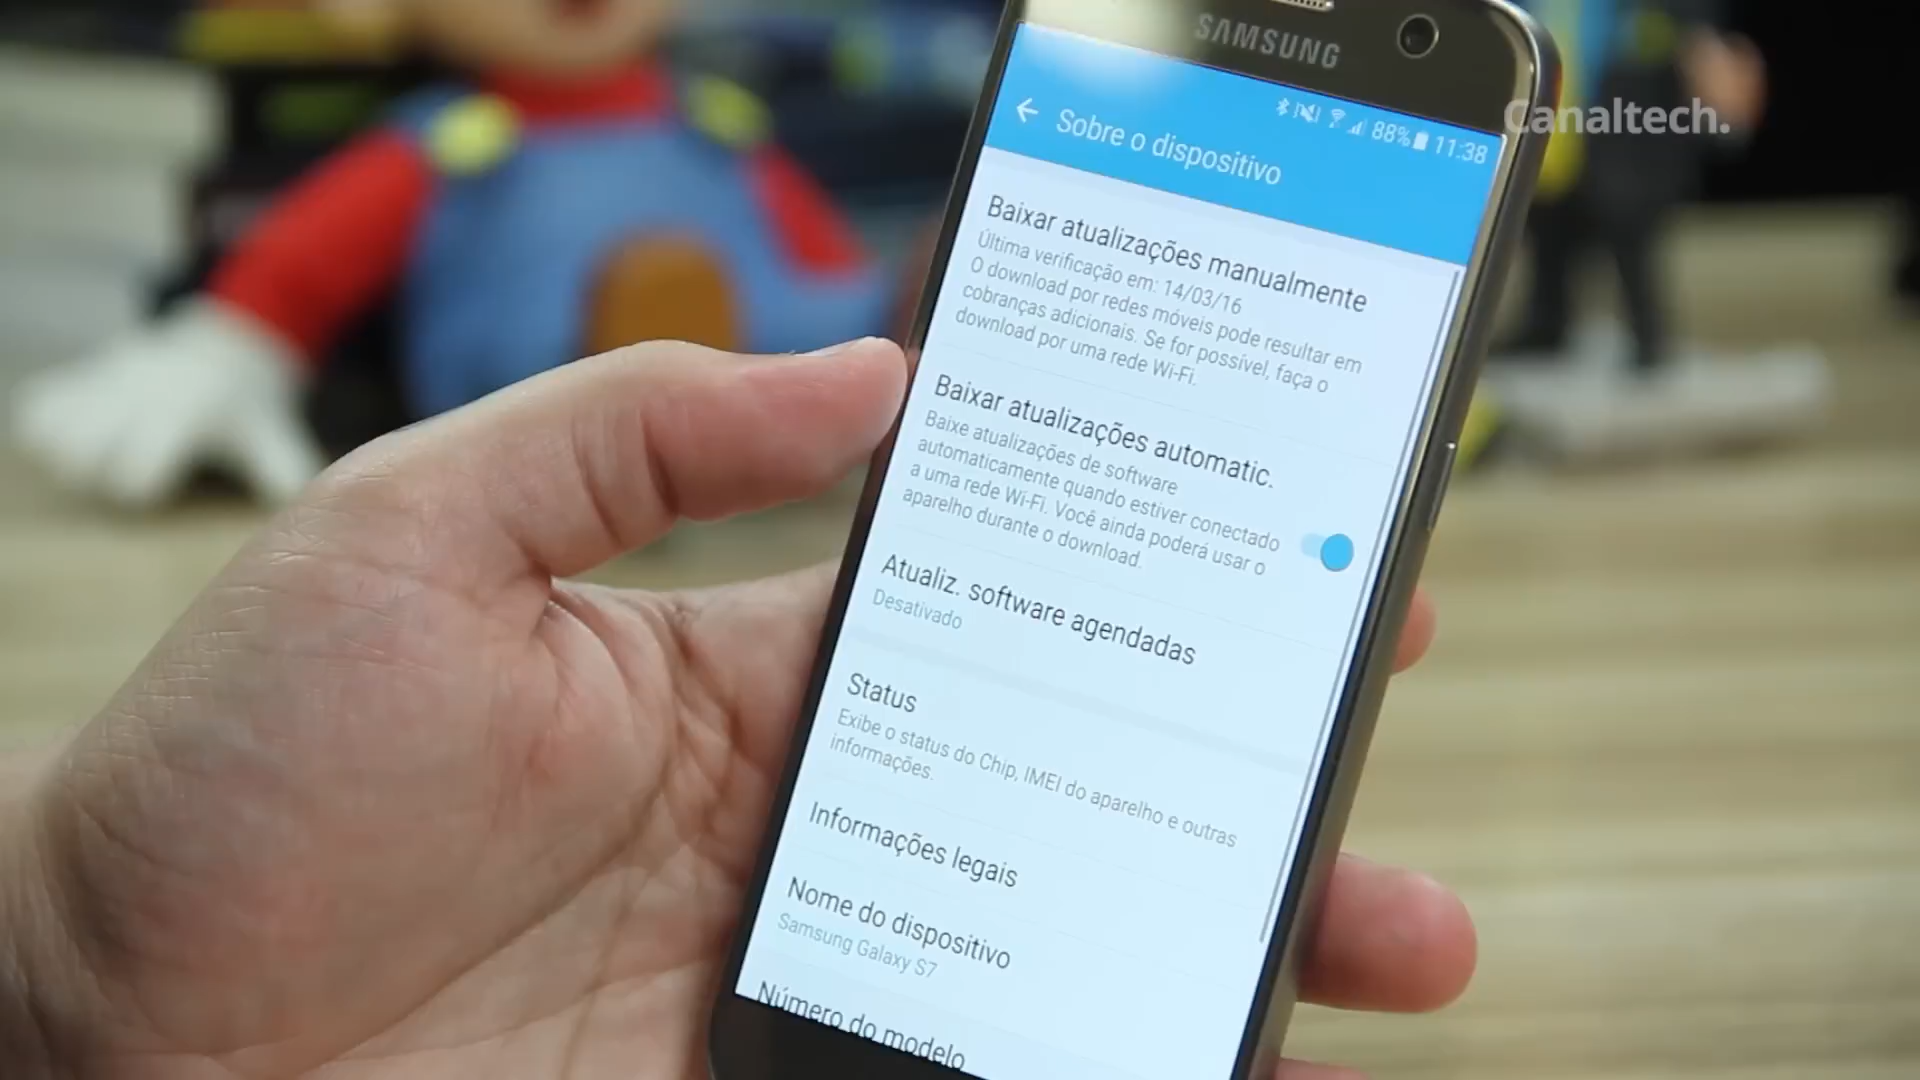 SAMSUNG
Canaltech.
88% 11:38
Sobre o dispositivo
Baixar atualizações manualmente
Última verificação em: 14/03/16
O download por redes móveis pode resultar em
cobranças adicionais. Se for possível, faça o
download por uma rede Wi-Fi.
Baixar atualizações automatic.
Baixe atualizações de software
automaticamente quando estiver conectado
a uma rede Wi-Fi. Você ainda poderá usar o
aparelho durante o download.
Atualiz. software agendadas
Desativado
Status
Exibe o status do Chip, IMEI do aparelho e outras
informações.
Informações legais
Nome do dispositivo
Samsung Galaxy S7
Número do modelo